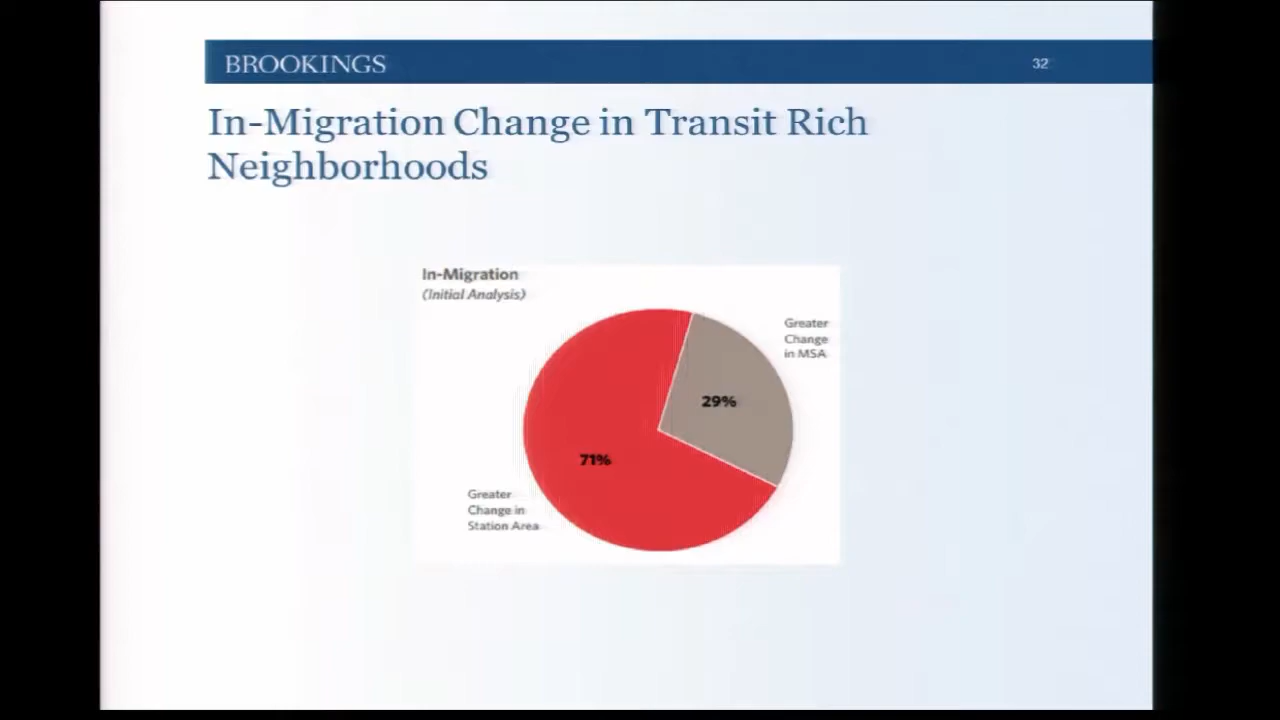 BROOKINGS
32
In-Migration Change in Transit Rich
Neighborhoods
In-Migration
(Initial Analysis)
Greater
Change
in MSA
29%
71%
Greater
Change in
Station Area